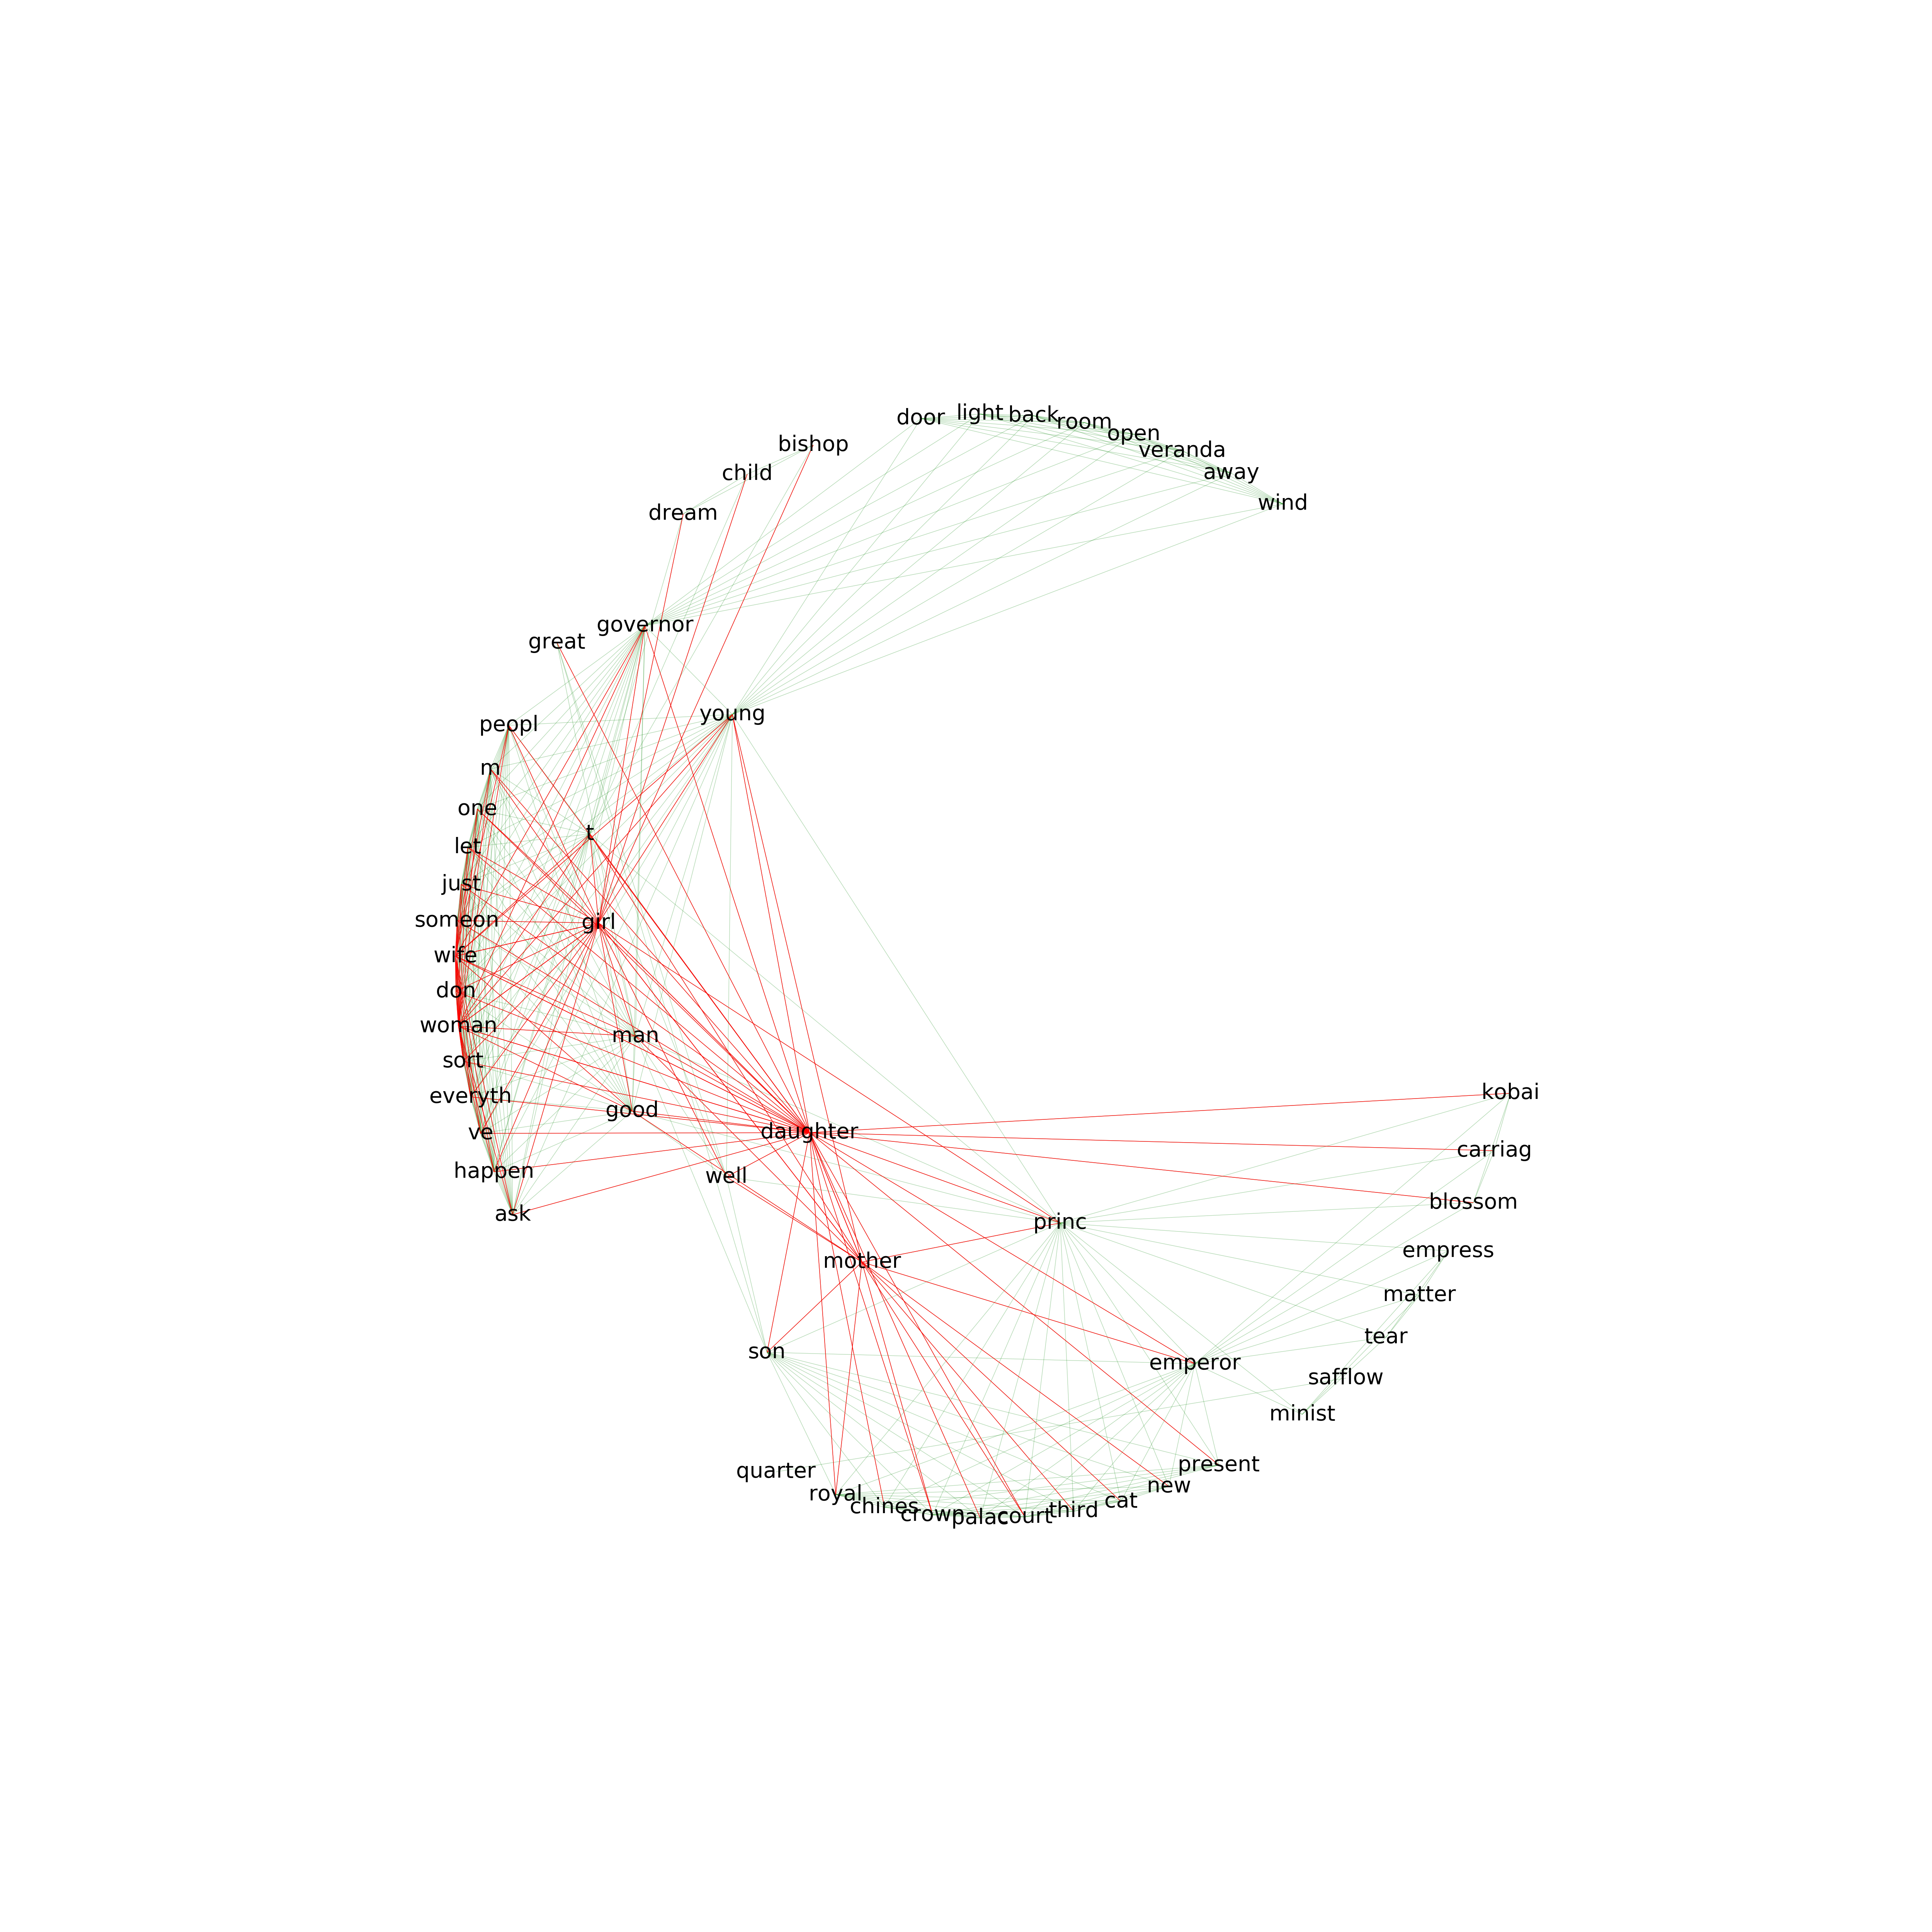 door
light
back
room
open
veranda
away
wind
bishop
child
dream
governor
great
young
peopl
m
one
t
let
just
someon
girl
wife
don
woman
man
sort
everyth
good
ve
daughter
happen
well
ask
kobai
carriag
blossom
princ
empress
mother
matter
tear
son
emperor
safflow
minist
quarter
present
royal
new
chines
cat
crown
third
palac
court